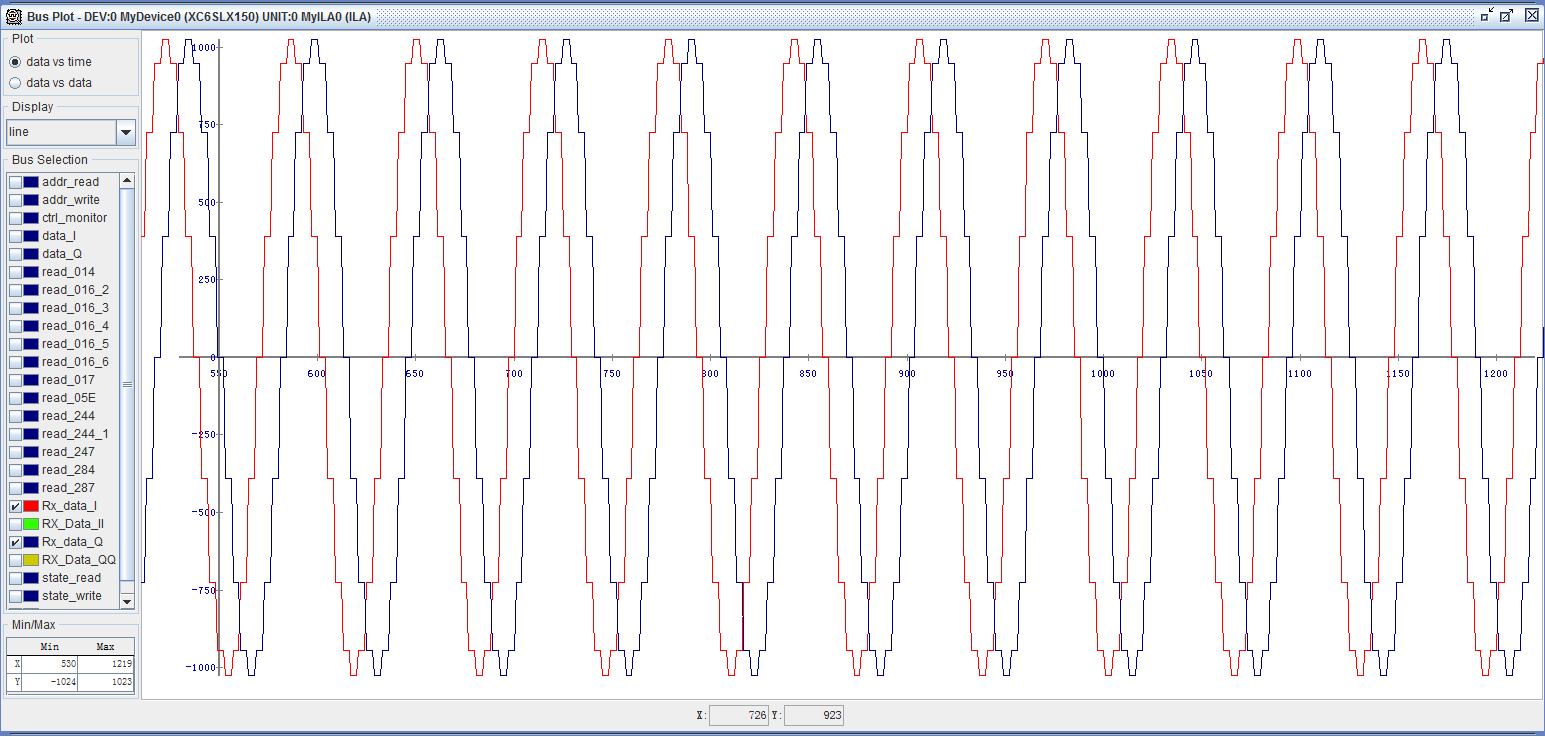 Bus Plot - DEV:0 MyDevice0 (XC6SLX150) UNIT:0 MyILA0 (ILA)
Plot
data vs time
data vs data
Display
line
Bus Selection
addr_read
addr_write
ctrl_monitor
data_I
data_Q
read_014
read_016_2
read_016_3
read_016_4
read_016_5
read_016_6
read_017
read_05E
read_244
read_244_1
read_247
read_284
read_287
Rx_data_I
RX_Data_II
Rx_data_Q
RX_Data_QQ
state_read
state_write
Min/Max
Min Max
X 530 1219
Y -1024 1023
1000
750
500
250
0
550 600 650 700 750 800 850 900 950 1000 1050 1100 1150 1200
-250
-500
-750
-1000
X: 726 Y: 923